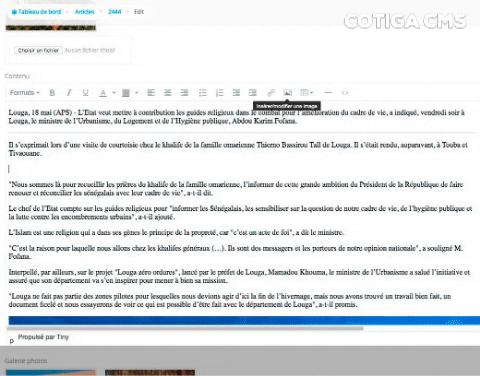 COTIGA CMS
Tableau de bord Articles 2444 Edit
Choisir un fichier Aucun fichier choisi
Contenu
Formats B I U A
Insérer/modifier une image
Louga, 18 mai (APS) - L'Etat veut mettre à contribution les guides religieux dans le combat pour l'amélioration du cadre de vie, a indiqué, vendredi soir à
Louga, le ministre de l'Urbanisme, du Logement et de l'Hygiène publique, Abdou Karim Fofana.
Il s'exprimait lors d'une visite de courtoisie chez le khalife de la famille omarienne Thierno Bassirou Tall de Louga. Il s'était rendu, auparavant, à Touba et
Tivaouane.
"Nous sommes là pour recueillir les prières du khalife de la famille omarienne, l'informer de cette grande ambition du Président de la République de faire
renouer et réconcilier les sénégalais avec leur cadre de vie", a-t-il dit.
Le chef de l'Etat compte sur les guides religieux pour "informer les Sénégalais, les sensibiliser sur la question de notre cadre de vie, de l'hygiène publique et
la lutte contre les encombrements urbains", a-t-il ajouté.
L'Islam est une religion qui a dans ses gènes le principe de la propreté, car "c'est un acte de foi", a dit le ministre.
"C'est la raison pour laquelle nous allons chez les khalifes généraux (…). Ils sont des messagers et les porteurs de notre opinion nationale", a souligné M.
Fofana.
Interpellé, par ailleurs, sur le projet "Louga zéro ordures", lancé par le préfet de Louga, Mamadou Khouma, le ministre de l'Urbanisme a salué l'initiative et
assuré que son département va s'en inspirer pour mener à bien sa mission.
"Louga ne fait pas partie des zones pilotes pour lesquelles nous devions agir d'ici la fin de l'hivernage, mais nous avons trouvé un travail bien fait, un
document ficelé et nous essayerons de voir ce qui est possible d'être fait avec le département de Louga", a-t-il promis.
p Propulsé par Tiny
Galerie photos